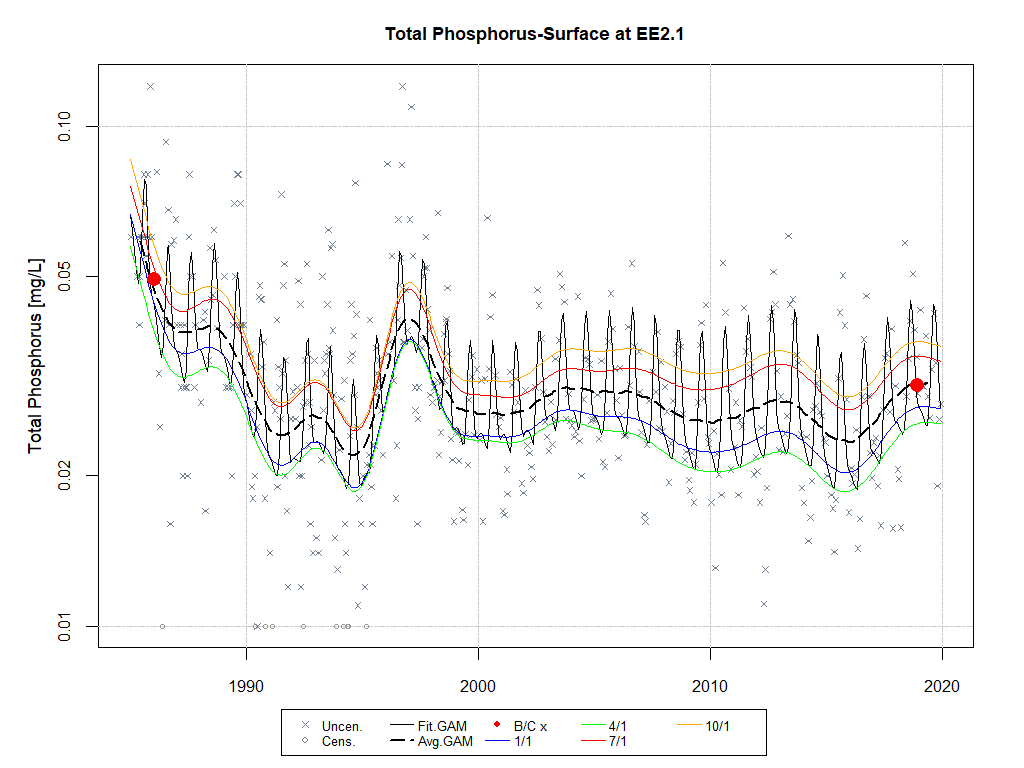 Total Phosphorus-Surface at EE2.1
Total Phosphorus [mg/L]
0.10
0.05
0.02
0.01
1990 2000 2010 2020
Uncen. Fit.GAM B/C x 4/1 10/1
Cens. Avg.GAM 1/1 7/1